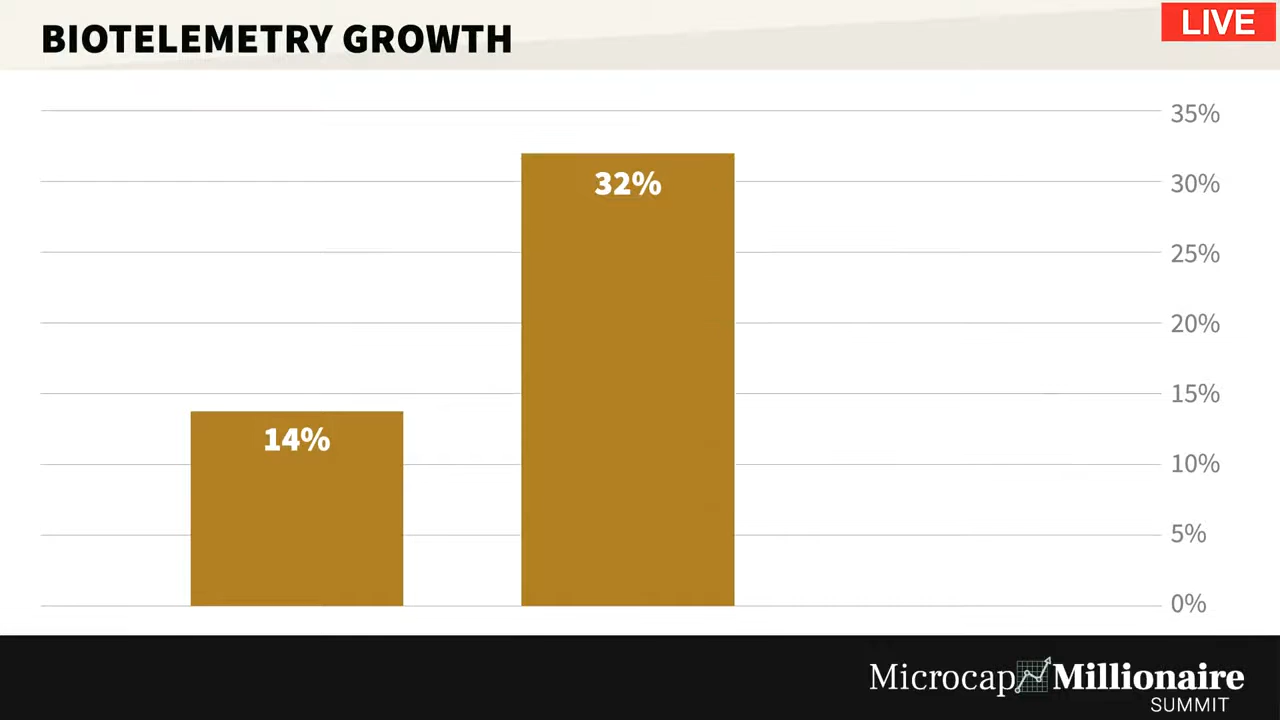 BIOTELEMETRY GROWTH
LIVE
35%
32%
30%
25%
20%
15%
14%
10%
5%
0%
Microcap Millionaire
SUMMIT